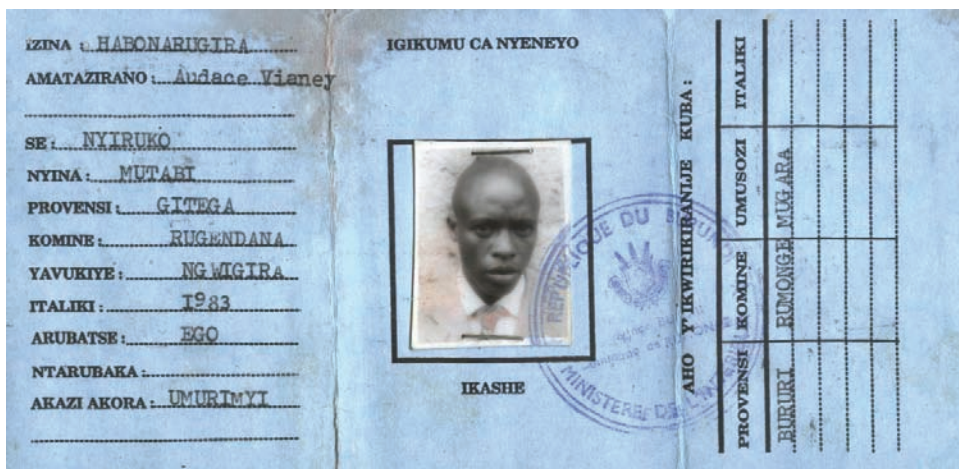 IZINA : HABONARUGIRA
AMATAZIRANO : Audace Vianey
SE : NYIRUKO
NYINA : MUTABI
PROVENSI : GITEGA
KOMINE : RUGENDANA
YAVUKIYE : NGWIGIRA
ITALIKI : I983
ARUBATSE : EGO
NTARUBAKA :
AKAZI AKORA : UMURIMYI
IGIKUMU CA NYENEYO
REPUBLIQUE DU BURUNDI
MINISTERE DE L'INTERIEUR
IKASHE
AHO Y'IKWIRIKIRANIJE KUBA :
PROVENSI KOMINE UMUSOZI ITALIKI
BURURI RUMONGE MUGARA